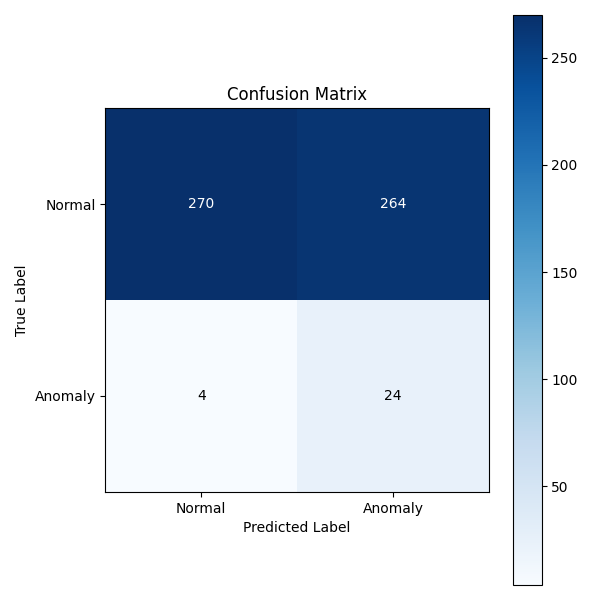 Confusion Matrix
250
200
150
100
50
True Label
Normal
Anomaly
270
264
4
24
Normal
Anomaly
Predicted Label